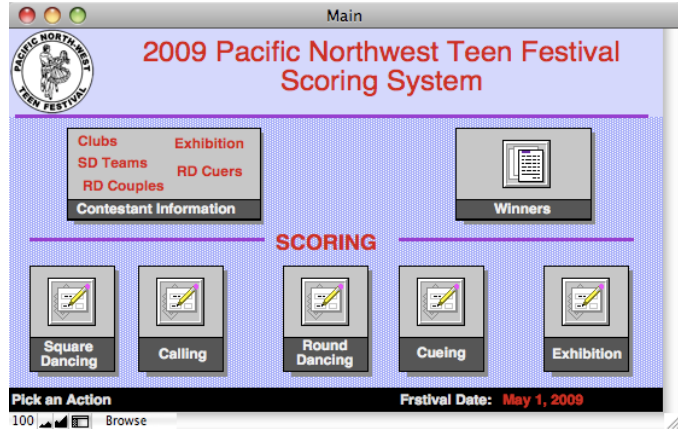 Main
PACIFIC NORTH-WEST
TEEN FESTIVAL
2009 Pacific Northwest Teen Festival
Scoring System
Clubs
Exhibition
SD Teams
RD Cuers
RD Couples
Contestant Information
Winners
SCORING
Square
Dancing
Calling
Round
Dancing
Cueing
Exhibition
Pick an Action
Frstival Date: May 1, 2009
100
Browse